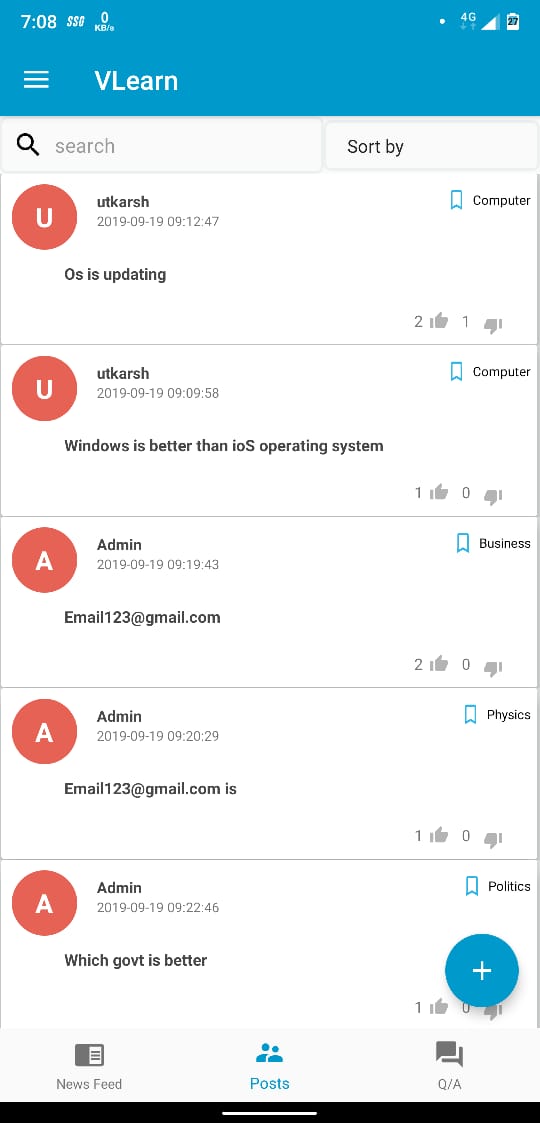 7:08 SSG 0 KB/s 4G 27
VLearn
search Sort by
U utkarsh Computer
2019-09-19 09:12:47
Os is updating
2 1
U utkarsh Computer
2019-09-19 09:09:58
Windows is better than ioS operating system
1 0
A Admin Business
2019-09-19 09:19:43
Email123@gmail.com
2 0
A Admin Physics
2019-09-19 09:20:29
Email123@gmail.com is
1 0
A Admin Politics
2019-09-19 09:22:46
Which govt is better
+
1 0
News Feed Posts Q/A